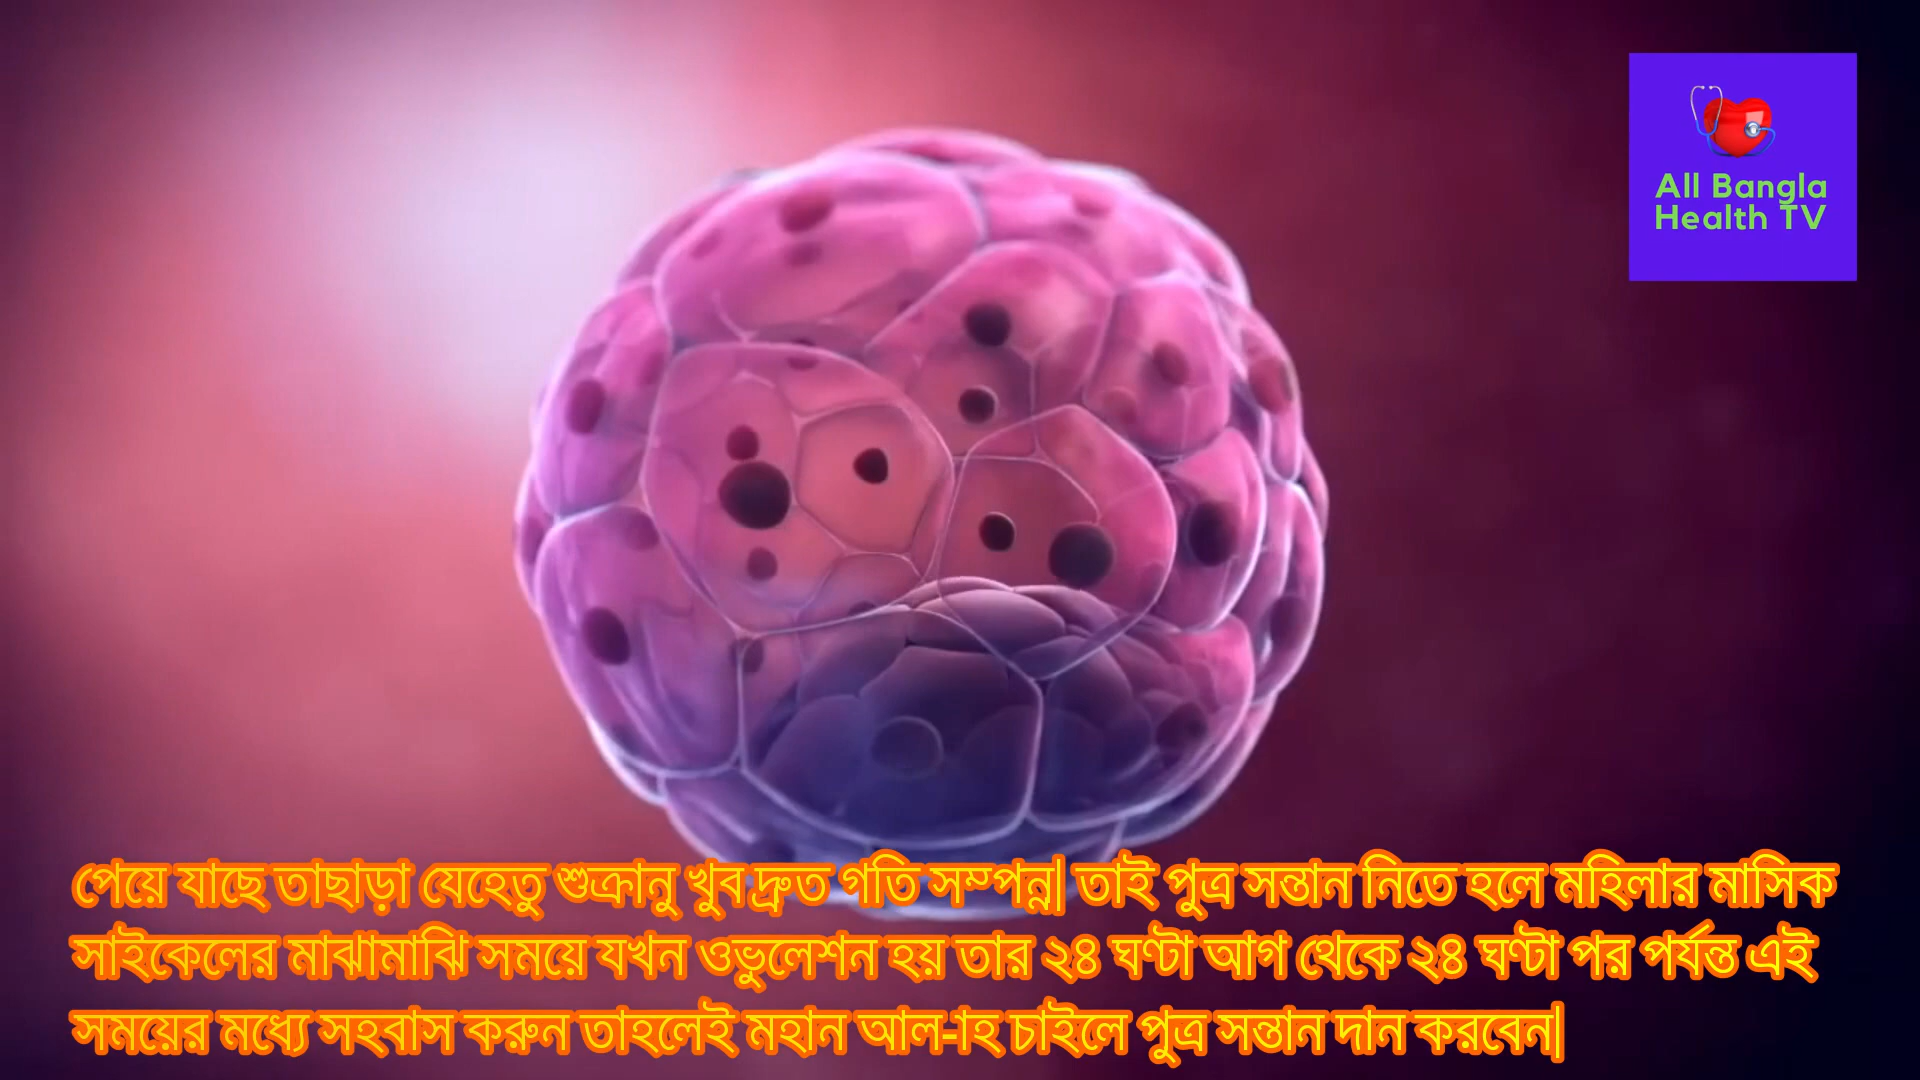 All Bangla
Health TV
পেয়ে যাছে তাছাড়া যেহেতু শুক্রানু খুব দ্রুত গতি সম্পন্ন| তাই পুত্র সন্তান নিতে হলে মহিলার মাসিক
সাইকেলের মাঝামাঝি সময়ে যখন ওভুলেশন হয় তার ২৪ ঘণ্টা আগ থেকে ২৪ ঘণ্টা পর পর্যন্ত এই
সময়ের মধ্যে সহবাস করুন তাহলেই মহান আল-াহ চাইলে পুত্র সন্তান দান করবেন|